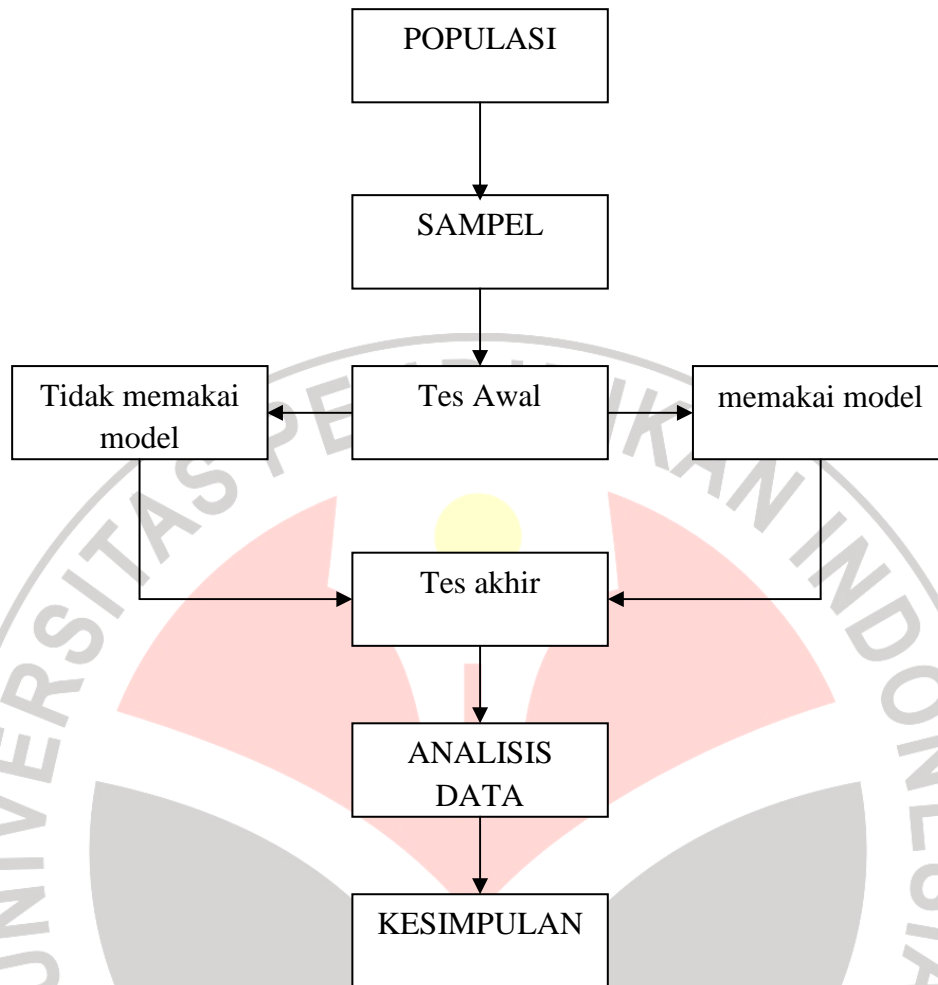 POPULASI
SAMPEL
Tidak memakai
model
Tes Awal
memakai model
Tes akhir
ANALISIS
DATA
KESIMPULAN